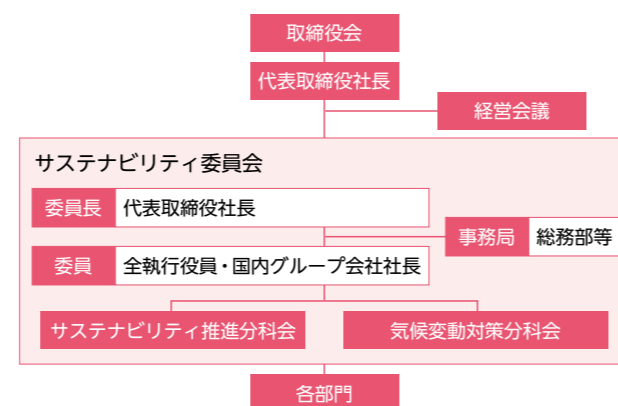 取締役会
代表取締役社長
経営会議
サステナビリティ委員会
委員長 代表取締役社長
事務局 総務部等
委員 全執行役員・国内グループ会社社長
サステナビリティ推進分科会 気候変動対策分科会
各部門